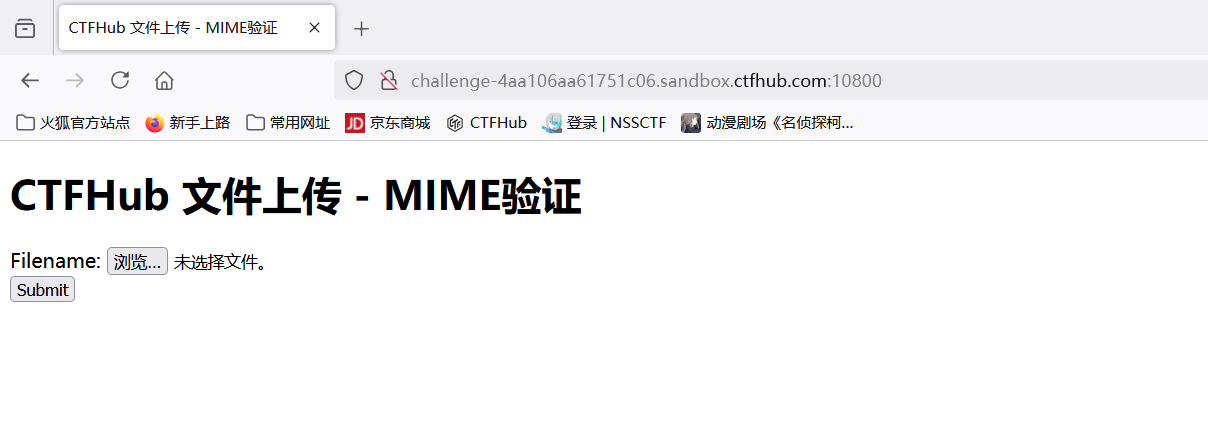 CTFHub 文件上传 - MIME验证
challenge-4aa106aa61751c06.sandbox.ctfhub.com:10800
火狐官方站点 新手上路 常用网址 JD 京东商城 CTFHub 登录 | NSSCTF 动漫剧场《名侦探柯...
CTFHub 文件上传 - MIME验证
Filename: 浏览... 未选择文件。
Submit